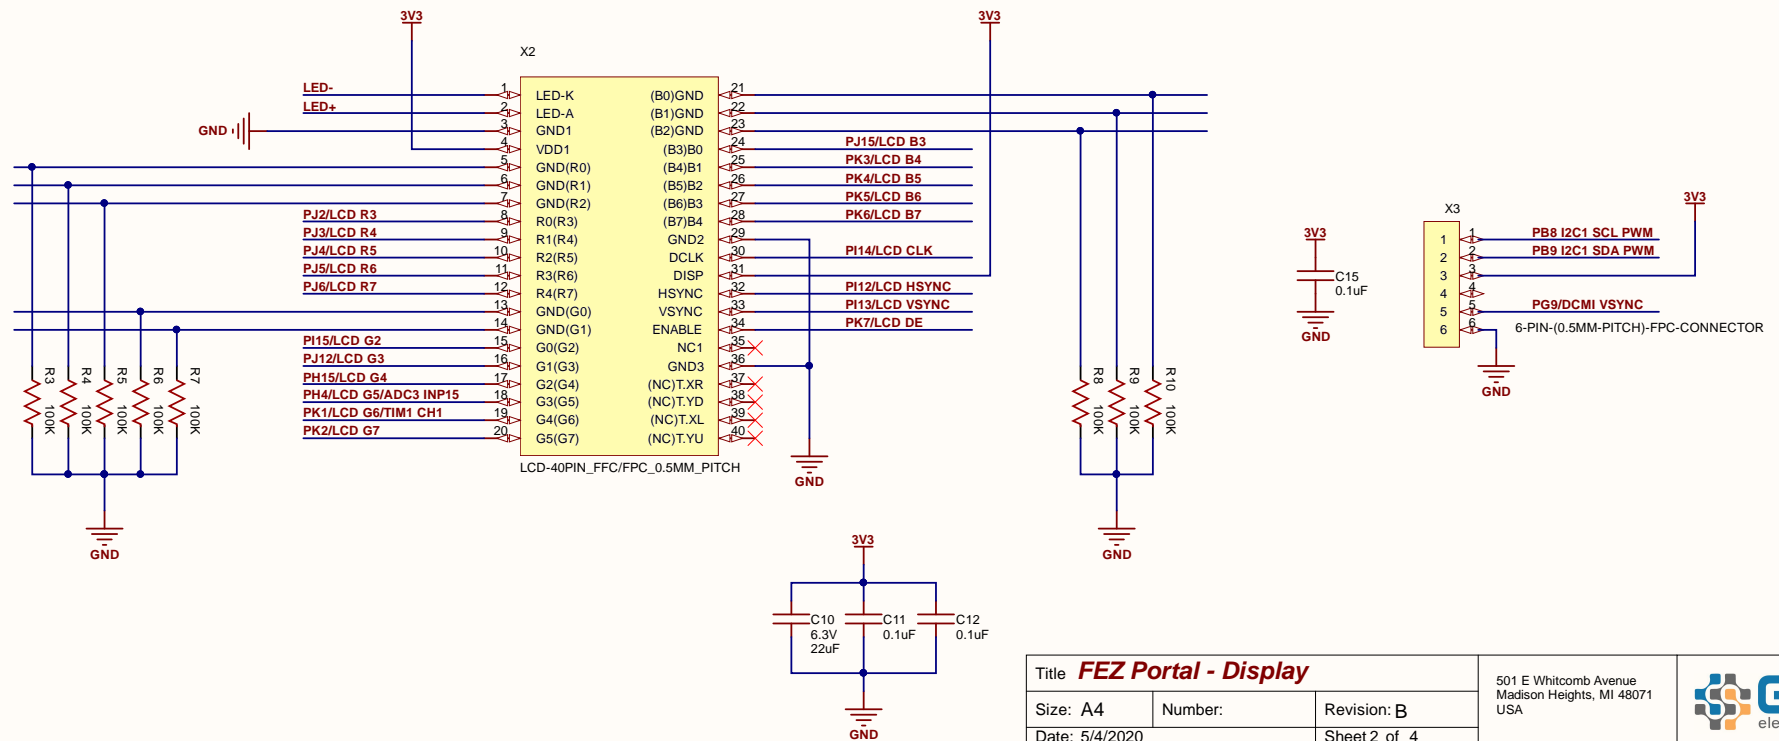 3V3
3V3
X2
LED-
LED+
GND
1
2
3
4
5
6
7
8
9
10
11
12
13
14
15
16
17
18
19
20
LED-K
LED-A
GND1
VDD1
GND(R0)
GND(R1)
GND(R2)
R0(R3)
R1(R4)
R2(R5)
R3(R6)
R4(R7)
GND(G0)
GND(G1)
G0(G2)
G1(G3)
G2(G4)
G3(G5)
G4(G6)
G5(G7)
(B0)GND
(B1)GND
(B2)GND
(B3)B0
(B4)B1
(B5)B2
(B6)B3
(B7)B4
GND2
DCLK
DISP
HSYNC
VSYNC
ENABLE
NC1
GND3
(NC)T.XR
(NC)T.YD
(NC)T.XL
(NC)T.YU
21
22
23
24
25
26
27
28
29
30
31
32
33
34
35
36
37
38
39
40
LCD-40PIN_FFC/FPC_0.5MM_PITCH
PJ2/LCD R3
PJ3/LCD R4
PJ4/LCD R5
PJ5/LCD R6
PJ6/LCD R7
PI15/LCD G2
PJ12/LCD G3
PH15/LCD G4
PH4/LCD G5/ADC3 INP15
PK1/LCD G6/TIM1 CH1
PK2/LCD G7
PJ15/LCD B3
PK3/LCD B4
PK4/LCD B5
PK5/LCD B6
PK6/LCD B7
PI14/LCD CLK
PI12/LCD HSYNC
PI13/LCD VSYNC
PK7/LCD DE
R3
100K
R4
100K
R5
100K
R6
100K
R7
100K
GND
GND
R8
100K
R9
100K
R10
100K
GND
3V3
C15
0.1uF
GND
X3
3V3
1
2
3
4
5
6
1
2
3
4
5
6
PB8 I2C1 SCL PWM
PB9 I2C1 SDA PWM
PG9/DCMI VSYNC
6-PIN-(0.5MM-PITCH)-FPC-CONNECTOR
GND
3V3
C10
6.3V
22uF
C11
0.1uF
C12
0.1uF
GND
Title FEZ Portal - Display
Size: A4
Number:
Revision: B
Date: 5/4/2020
Sheet 2 of 4
501 E Whitcomb Avenue
Madison Heights, MI 48071
USA